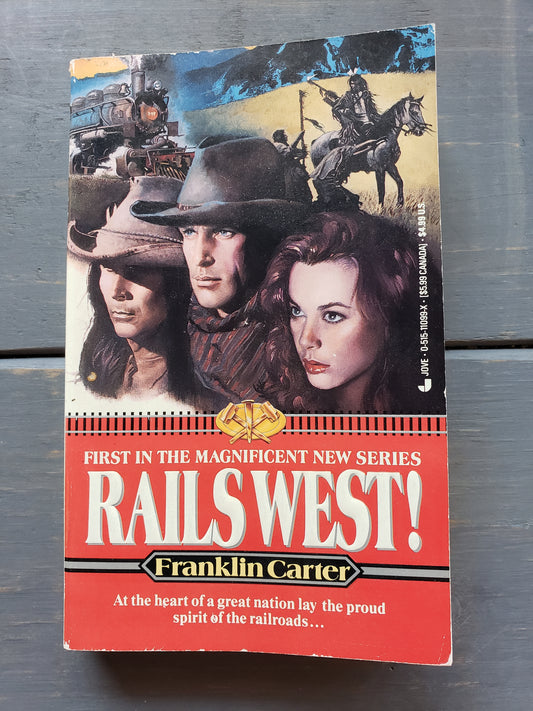 JOVE • 0-515-11099-X • [$5.99 CANADA] • $4.99 U.S.
FIRST IN THE MAGNIFICENT NEW SERIES
RAILS WEST!
Franklin Carter
At the heart of a great nation lay the proud
spirit of the railroads...